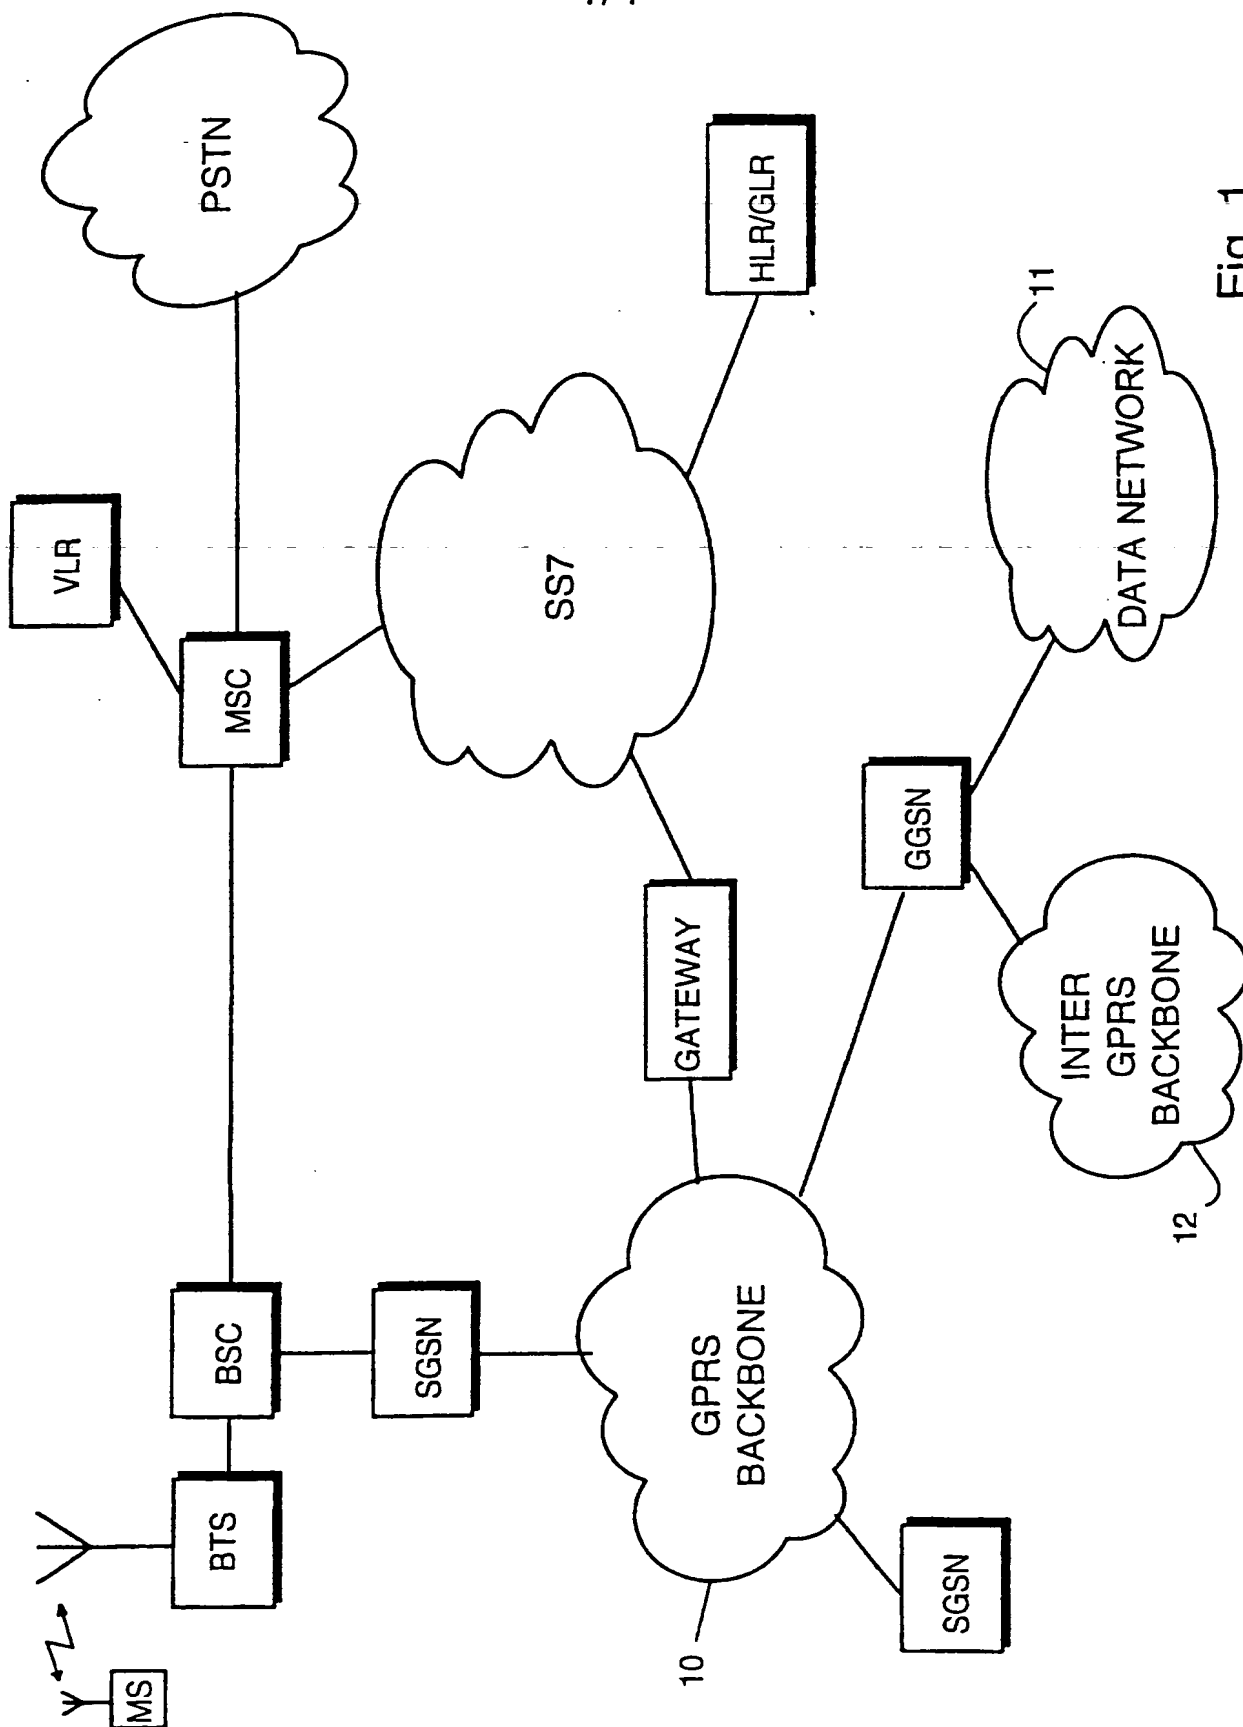 MS
BTS
BSC
MSC
VLR
PSTN
SGSN
SS7
HLR/GLR
GATEWAY
10
GPRS
BACKBONE
SGSN
GGSN
12
INTER
GPRS
BACKBONE
11
DATA NETWORK
Fig. 1